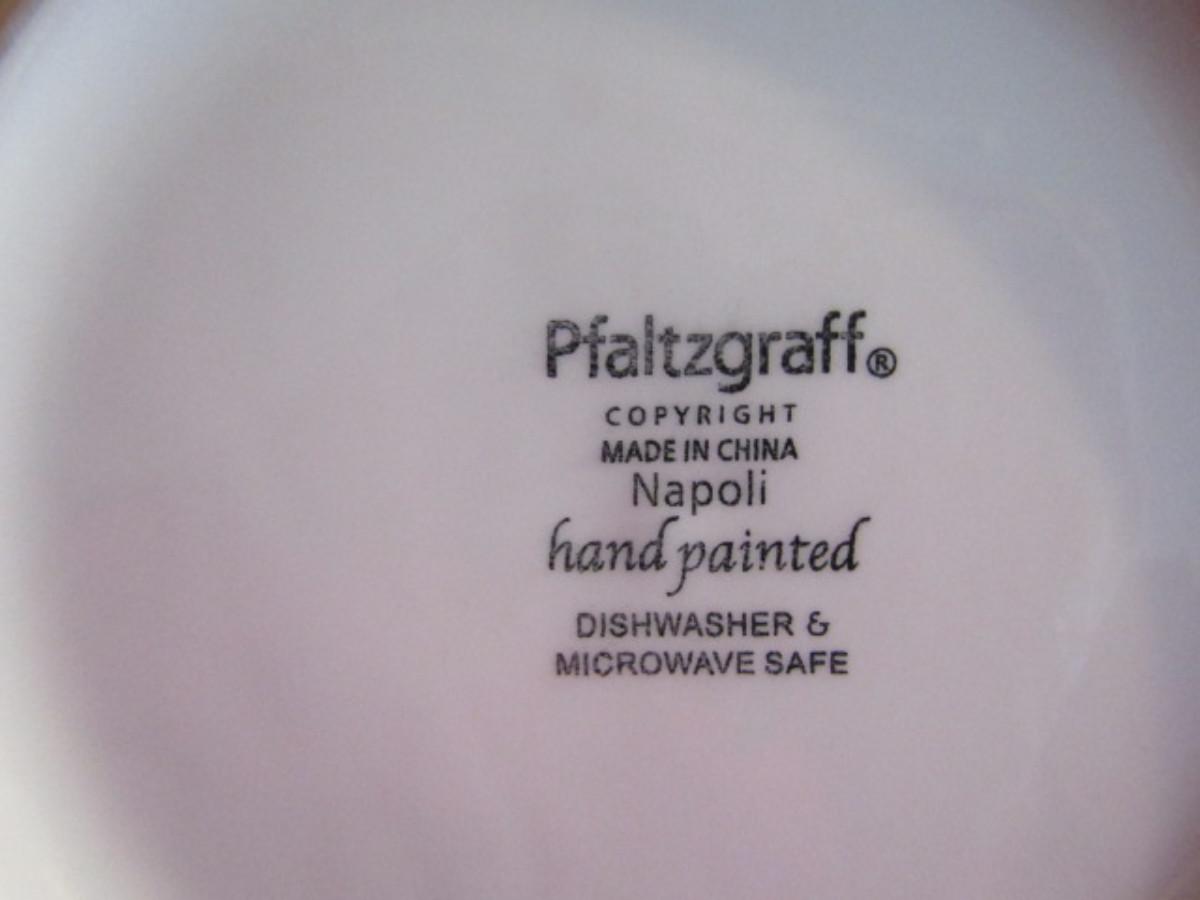 Pfaltzgraff®
COPYRIGHT
MADE IN CHINA
Napoli
hand painted
DISHWASHER &
MICROWAVE SAFE